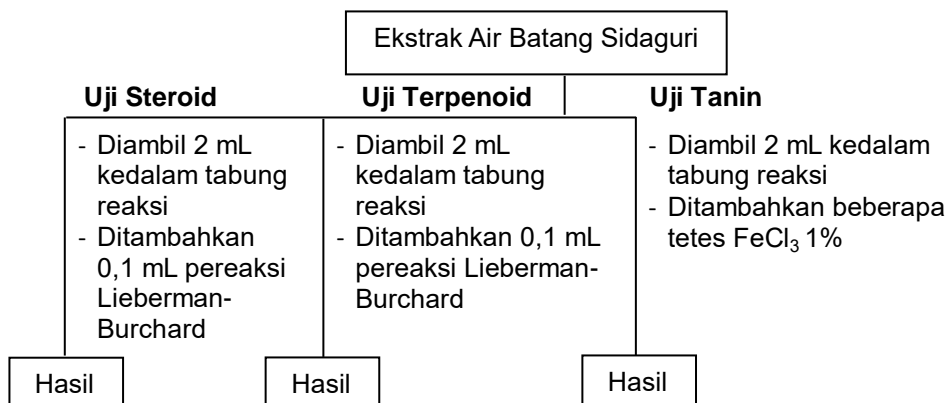 Ekstrak Air Batang Sidaguri
Uji Steroid
- Diambil 2 mL
kedalam tabung
reaksi
- Ditambahkan
0,1 mL pereaksi
Lieberman-
Burchard
Hasil
Uji Terpenoid
- Diambil 2 mL
kedalam tabung
reaksi
- Ditambahkan 0,1 mL
pereaksi Lieberman-
Burchard
Hasil
Uji Tanin
- Diambil 2 mL kedalam
tabung reaksi
- Ditambahkan beberapa
tetes FeCl₃ 1%
Hasil